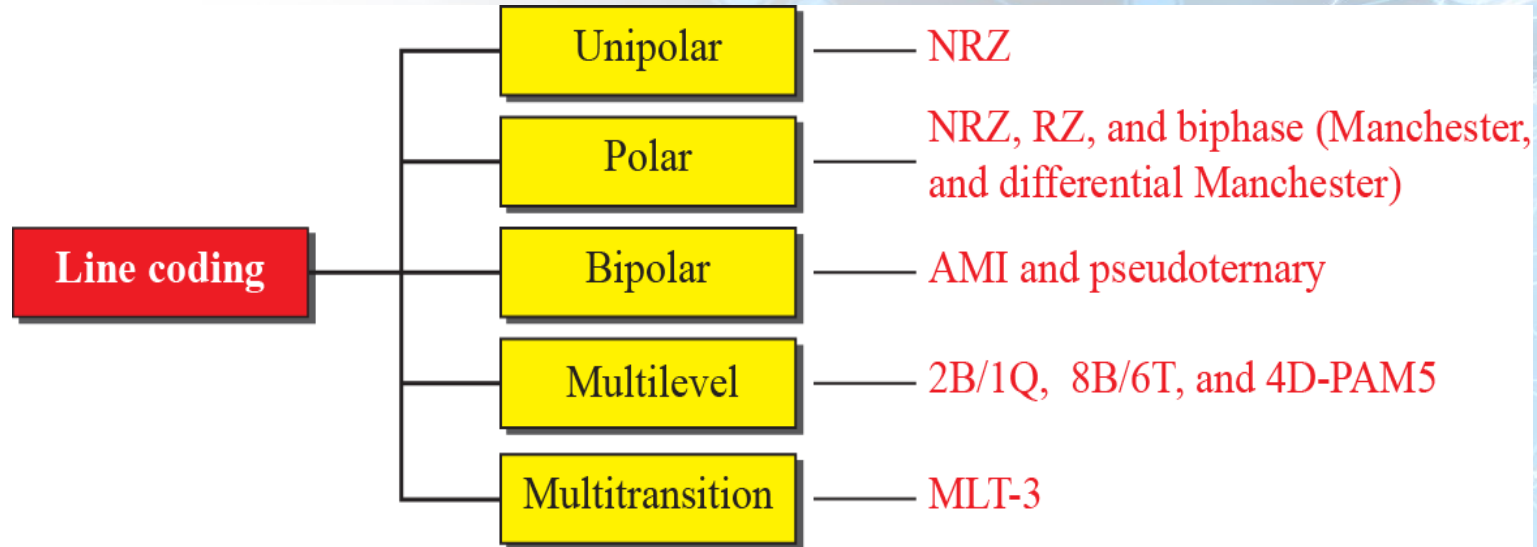 Unipolar
NRZ
Polar
NRZ, RZ, and biphase (Manchester,
and differential Manchester)
Line coding
Bipolar
AMI and pseudoternary
Multilevel
2B/1Q, 8B/6T, and 4D-PAM5
Multitransition
MLT-3